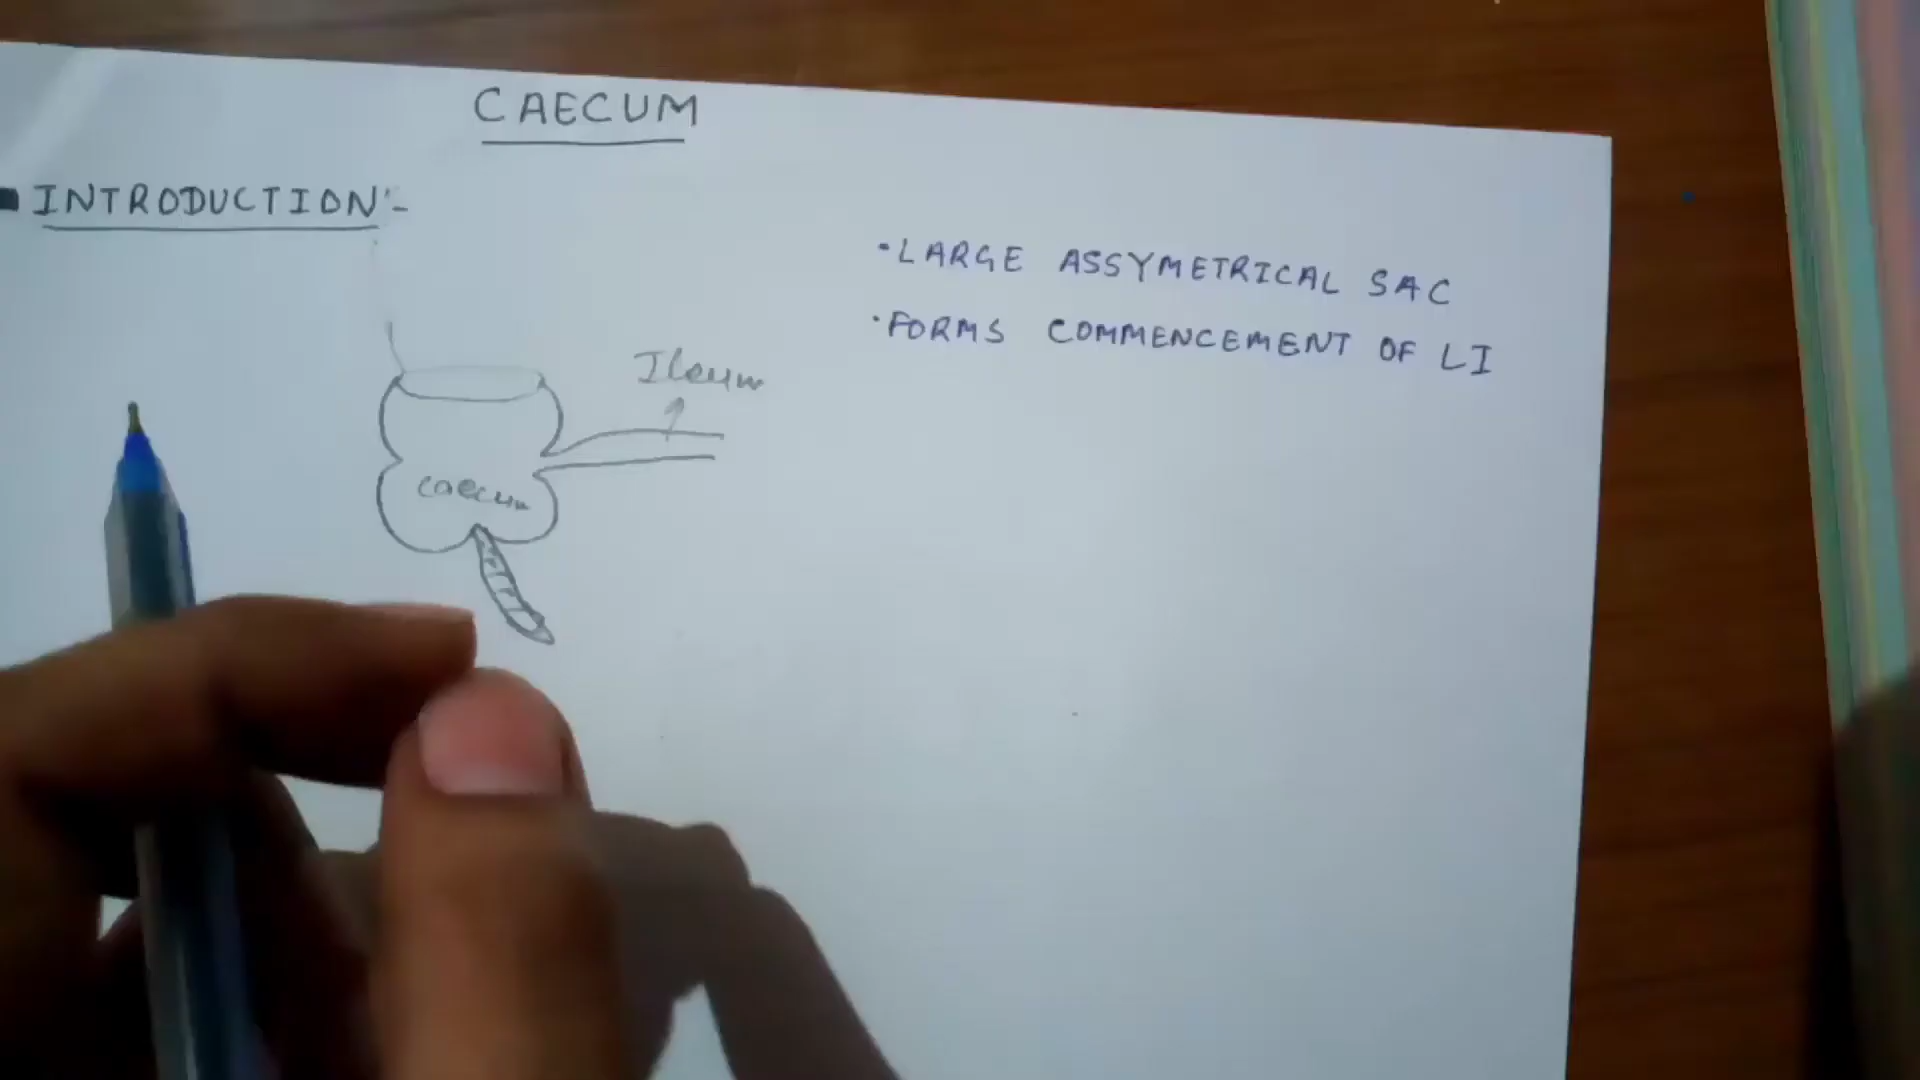 CAECUM
INTRODUCTION:-
• LARGE ASSYMETRICAL SAC
• FORMS COMMENCEMENT OF LI
Ileum
caecum